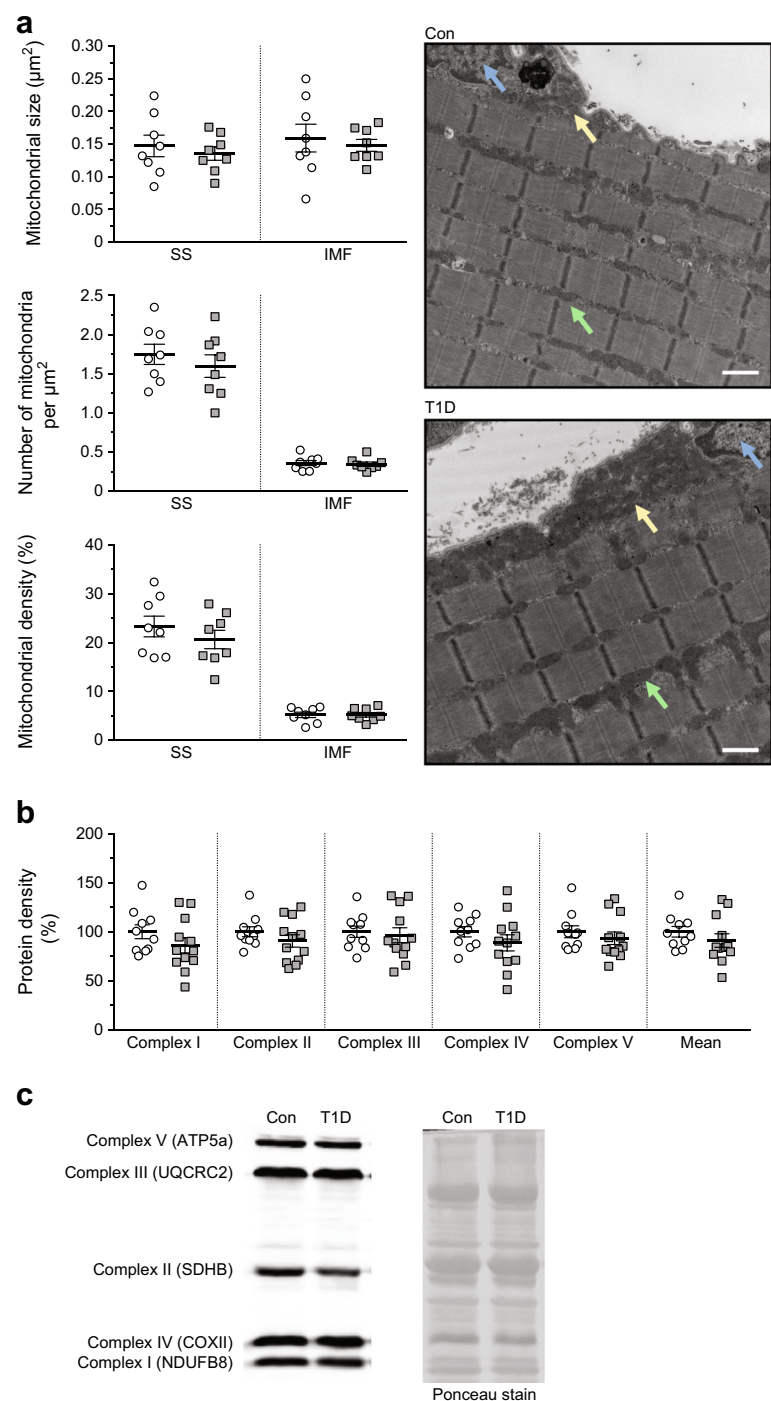 a
Mitochondrial size (μm²)
0.30
0.25
0.20
0.15
0.10
0.05
0
SS
IMF
Number of mitochondria
per μm²
2.5
2.0
1.5
1.0
0.5
0
SS
IMF
Mitochondrial density (%)
40
30
20
10
0
SS
IMF
Con
T1D
b
Protein density
(%)
200
150
100
50
0
Complex I
Complex II
Complex III
Complex IV
Complex V
Mean
c
Con T1D
Complex V (ATP5a)
Complex III (UQCRC2)
Complex II (SDHB)
Complex IV (COXII)
Complex I (NDUFB8)
Con T1D
Ponceau stain